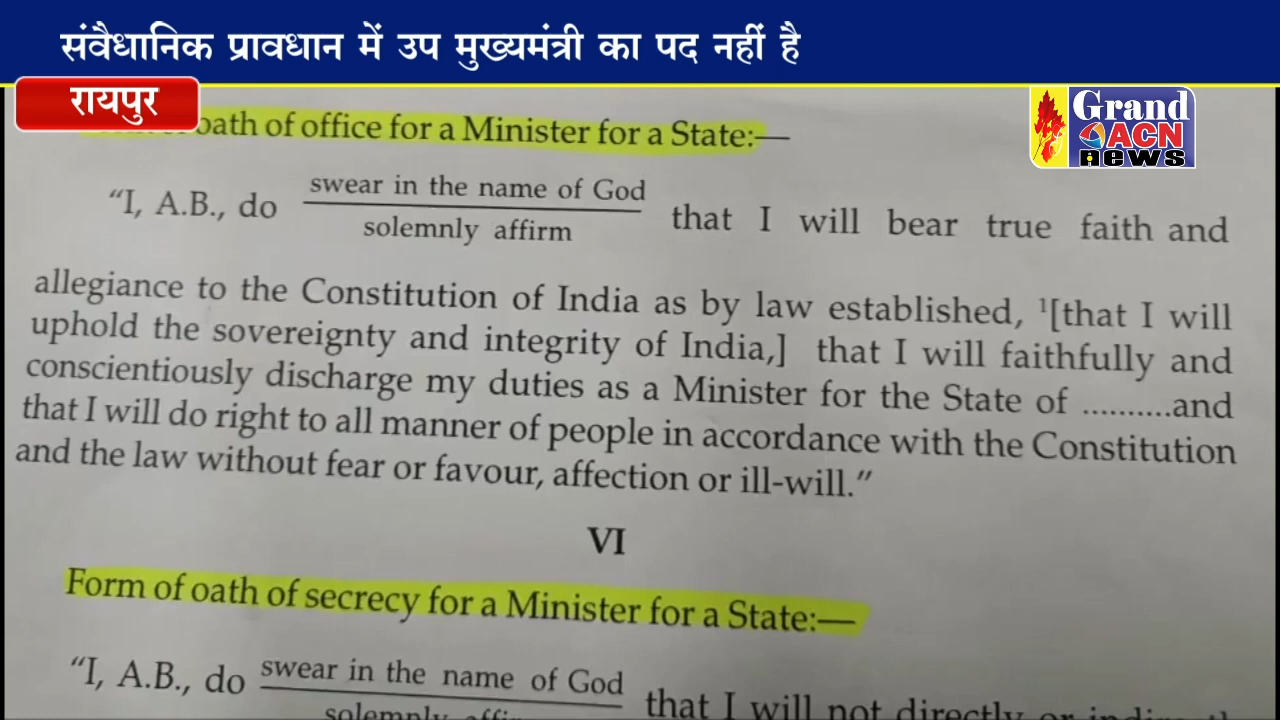 संवैधानिक प्रावधान में उप मुख्यमंत्री का पद नहीं है
रायपुर
Grand
ACN
news
oath of office for a Minister for a State:—
“I, A.B., do swear in the name of God
solemnly affirm
that I will bear true faith and
allegiance to the Constitution of India as by law established, ¹[that I will
uphold the sovereignty and integrity of India,] that I will faithfully and
conscientiously discharge my duties as a Minister for the State of ..........and
that I will do right to all manner of people in accordance with the Constitution
and the law without fear or favour, affection or ill-will.”
VI
Form of oath of secrecy for a Minister for a State:—
“I, A.B., do swear in the name of God
solemnly
that I will not directly or